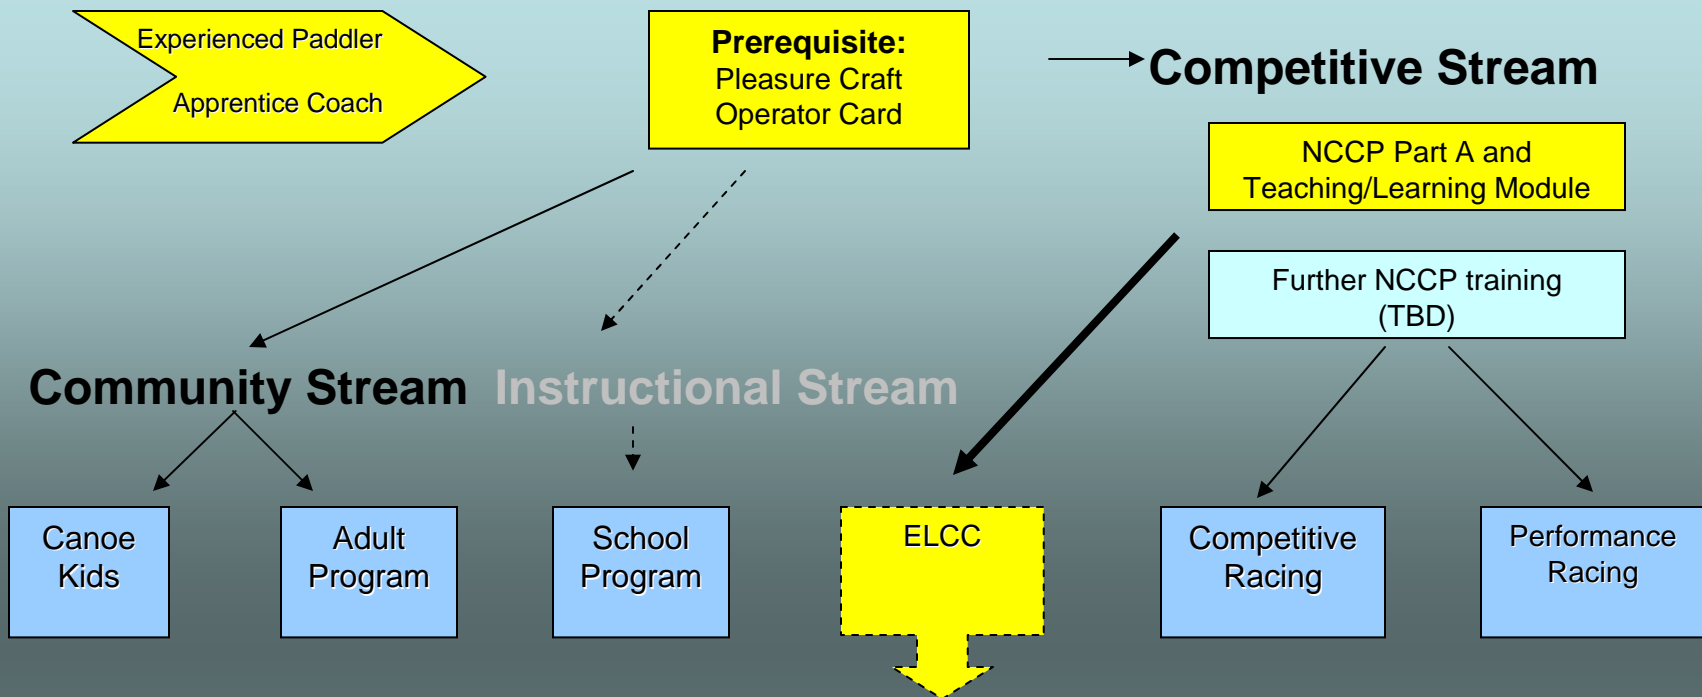 Experienced Paddler
Apprentice Coach
Prerequisite:
Pleasure Craft
Operator Card
Competitive Stream
NCCP Part A and
Teaching/Learning Module
Further NCCP training
(TBD)
Community Stream
Instructional Stream
Canoe
Kids
Adult
Program
School
Program
ELCC
Competitive
Racing
Performance
Racing